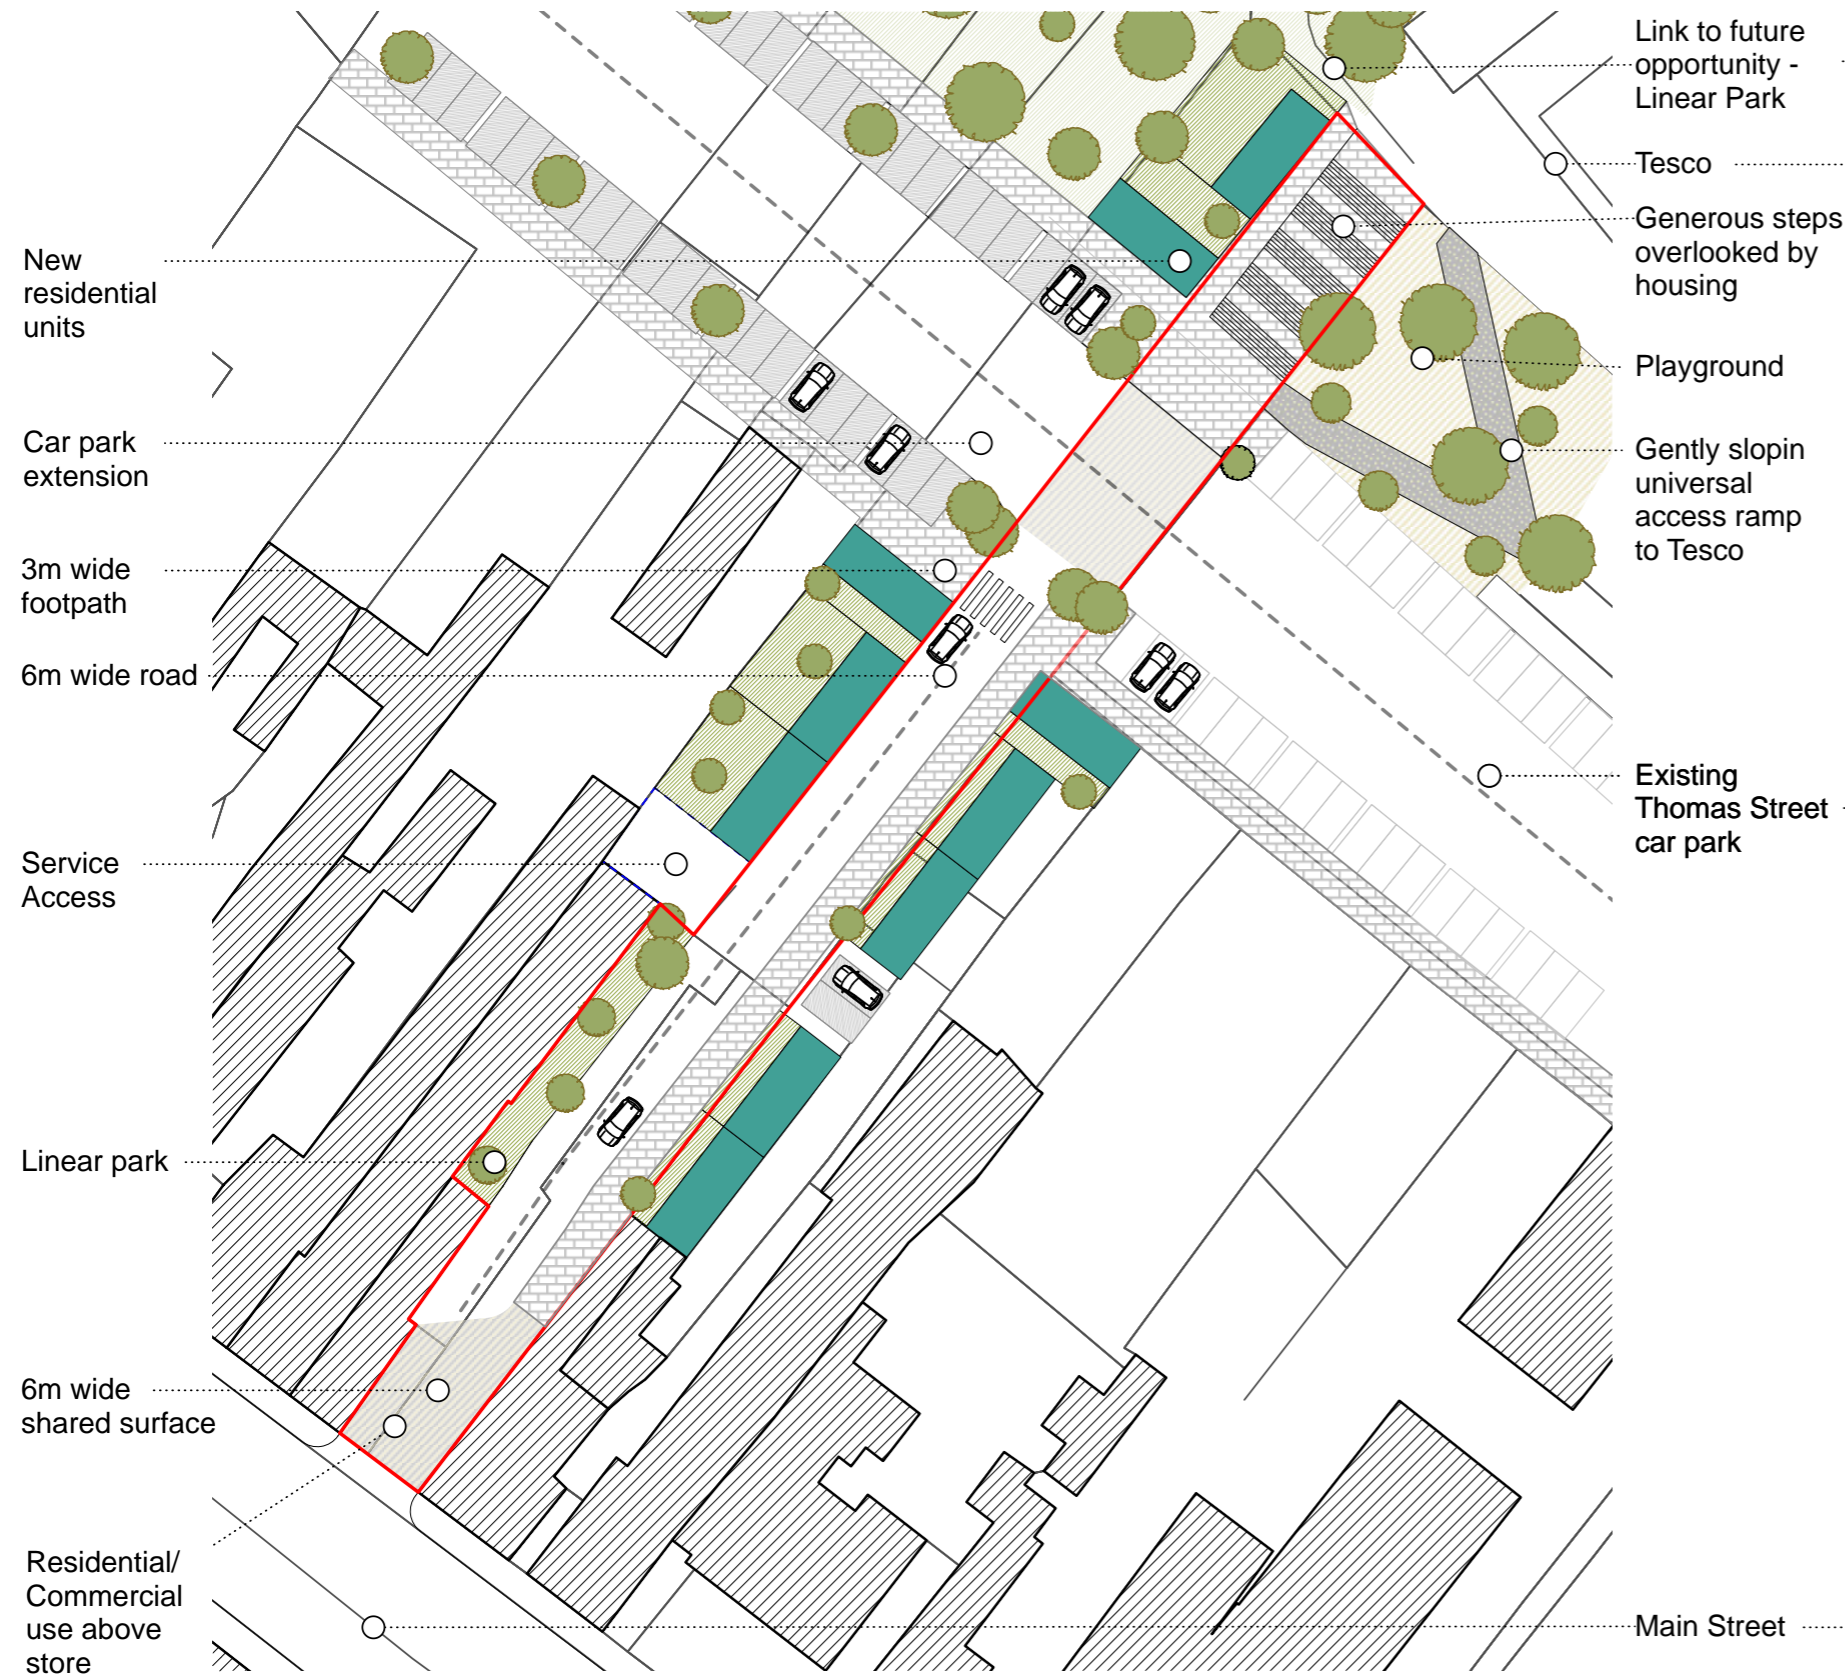 New
residential
units
Car park
extension
3m wide
footpath
6m wide road
Service
Access
Linear park
6m wide
shared surface
Residential/
Commercial
use above
store
Link to future
opportunity -
Linear Park
Tesco
Generous steps
overlooked by
housing
Playground
Gently slopin
universal
access ramp
to Tesco
Existing
Thomas Street
car park
Main Street